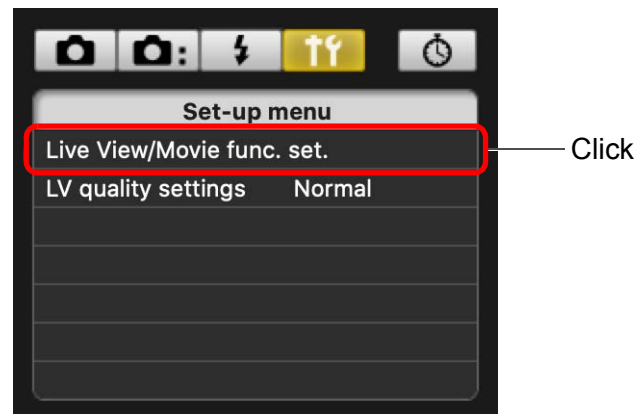 Set-up menu
Live View/Movie func. set.
Click
LV quality settings Normal